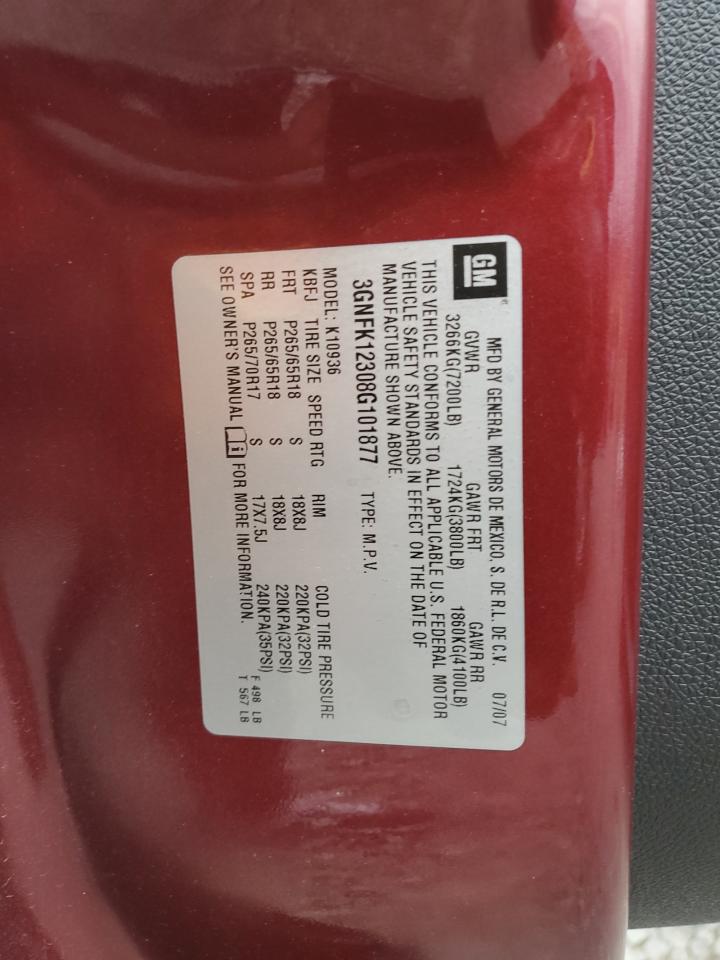 GM®
MFD BY GENERAL MOTORS DE MEXICO, S. DE R.L. DE C.V. 07/07
GVWR GAWR FRT GAWR RR
3266KG(7200LB) 1724KG(3800LB) 1860KG(4100LB)
THIS VEHICLE CONFORMS TO ALL APPLICABLE U.S. FEDERAL MOTOR
VEHICLE SAFETY STANDARDS IN EFFECT ON THE DATE OF
MANUFACTURE SHOWN ABOVE.
3GNFK12308G101877 TYPE: M.P.V.
MODEL: K10936
KBFJ TIRE SIZE SPEED RTG RIM COLD TIRE PRESSURE
FRT P265/65R18 S 18X8J 220KPA(32PSI)
RR P265/65R18 S 18X8J 220KPA(32PSI)
SPA P265/70R17 S 17X7.5J 240KPA(35PSI)
SEE OWNER'S MANUAL FOR MORE INFORMATION.
F 498 LB
T 567 LB